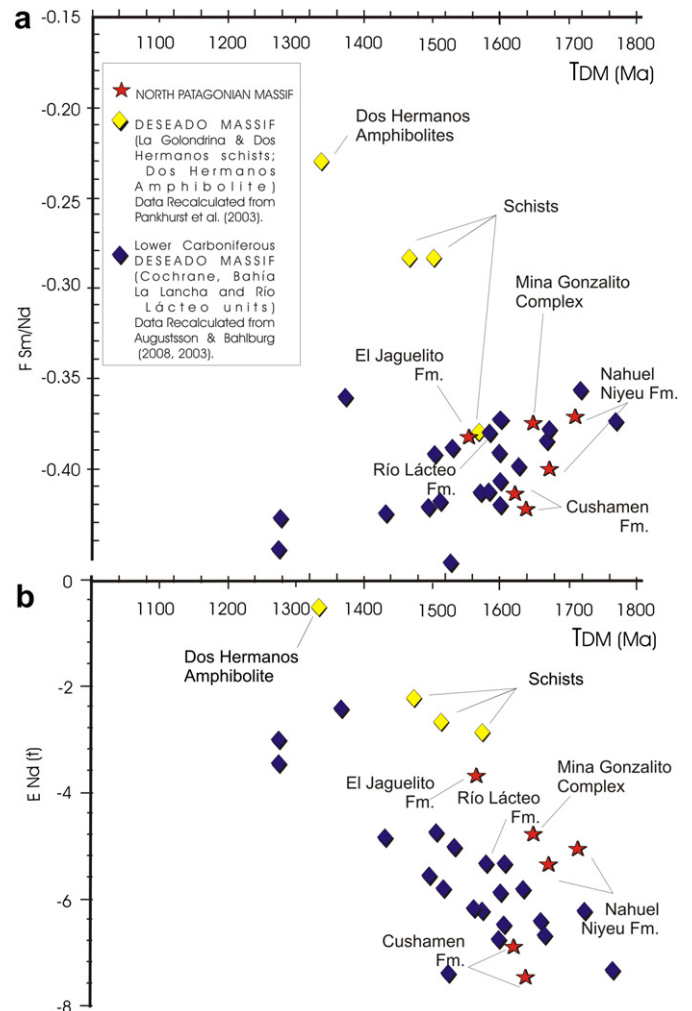 a
-0.15
1100 1200 1300 1400 1500 1600 1700 1800
TDM (Ma)
NORTH PATAGONIAN MASSIF
DESEADO MASSIF
(La Golondrina & Dos
Hermanos schists;
Dos Hermanos
Amphibolite)
Data Recalculated from
Pankhurst et al. (2003).
Lower Carboniferous
DESEADO MASSIF
(Cochrane, Bahía
La Lancha and Río
Lácteo units)
Data Recalculated from
Augustsson & Bahlburg
(2008, 2003).
-0.20
-0.25
-0.30
-0.35
-0.40
F Sm/Nd
Dos Hermanos
Amphibolites
Schists
Mina Gonzalito
Complex
El Jaguelito
Fm.
Nahuel
Niyeu Fm.
Río Lácteo
Fm.
Cushamen
Fm.
b
0
1100 1200 1300 1400 1500 1600 1700 1800
TDM (Ma)
-2
-4
-6
-8
E Nd (t)
Dos Hermanos
Amphibolite
Schists
El Jaguelito
Fm.
Río Lácteo
Fm.
Mina Gonzalito
Complex
Nahuel
Niyeu Fm.
Cushamen
Fm.